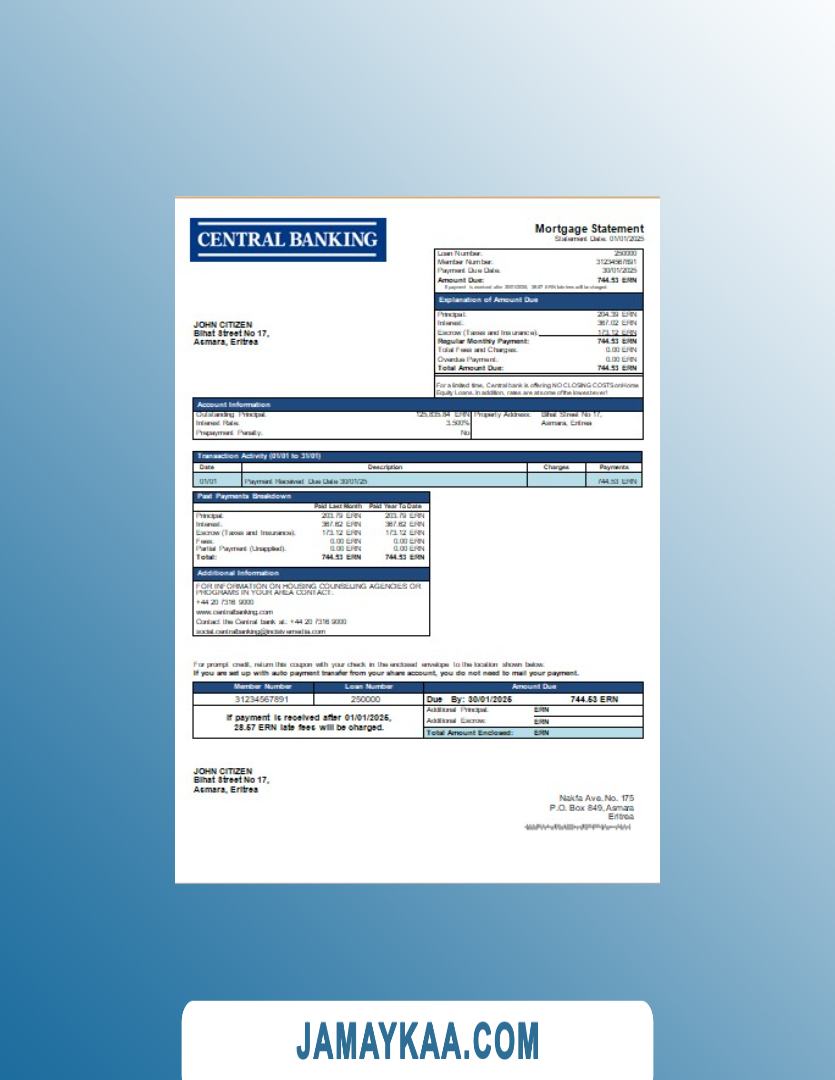 CENTRAL BANKING
Mortgage Statement
Statement Date: 01/01/2025
Loan Number: 250000
Member Number: 31234567891
Payment Due Date: 30/01/2025
Amount Due: 744.53 ERN
If payment is received after 30/01/2025, 28.57 ERN late fees will be charged
Explanation of Amount Due
Principal: 204.39 ERN
Interest: 367.02 ERN
Escrow (Taxes and Insurance): 173.12 ERN
Regular Monthly Payment: 744.53 ERN
Total Fees and Charges: 0.00 ERN
Overdue Payment: 0.00 ERN
Total Amount Due: 744.53 ERN
JOHN CITIZEN
Bihat Street No 17,
Asmara, Eritrea
For a limited time, Central bank is offering NO CLOSING COSTS on Home
Equity Loans. In addition, rates are at some of the lowest ever!
Account Information
Outstanding Principal: 125,835.84 ERN Property Address: Bihat Street No 17,
Interest Rate: 3.500% Asmara, Eritrea
Prepayment Penalty: No
Transaction Activity (01/01 to 31/01)
Date Description Charges Payments
01/01 Payment Received Due Date 30/01/25 744.53 ERN
Past Payments Breakdown
Paid Last Month Paid Year To Date
Principal: 203.79 ERN 203.79 ERN
Interest: 367.62 ERN 367.62 ERN
Escrow (Taxes and Insurance): 173.12 ERN 173.12 ERN
Fees: 0.00 ERN 0.00 ERN
Partial Payment (Unapplied): 0.00 ERN 0.00 ERN
Total: 744.53 ERN 744.53 ERN
Additional Information
FOR INFORMATION ON HOUSING COUNSELING AGENCIES OR
PROGRAMS IN YOUR AREA CONTACT:
+44 20 7316 9000
www.centralbanking.com
Contact the Central bank at: +44 20 7316 9000
For prompt credit, return this coupon with your check in the enclosed envelope to the location shown below.
If you are set up with auto payment transfer from your share account, you do not need to mail your payment.
Member Number Loan Number Amount Due
31234567891 250000 Due By: 30/01/2025 744.53 ERN
If payment is received after 01/01/2025,
28.57 ERN late fees will be charged.
Additional Principal: ERN
Additional Escrow: ERN
Total Amount Enclosed: ERN
JOHN CITIZEN
Bihat Street No 17,
Asmara, Eritrea
Nakfa Ave. No. 175
P.O. Box 849, Asmara
Eritrea
JAMAYKAA.COM